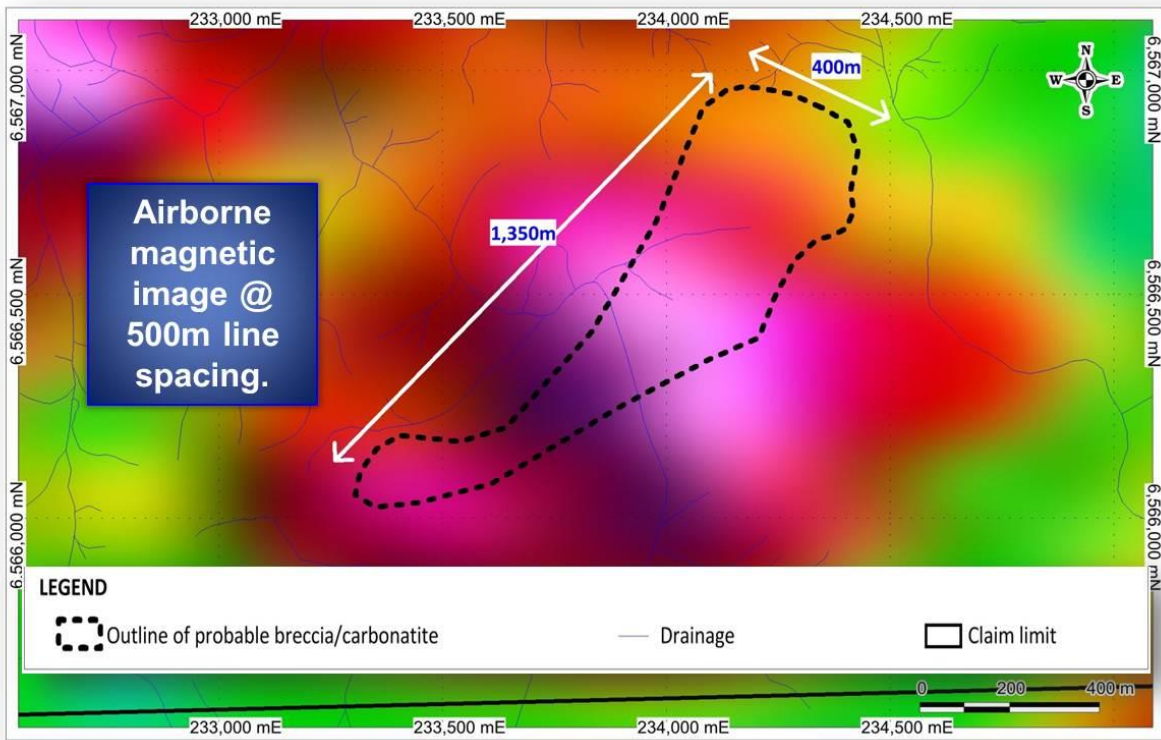 233,000 mE 233,500 mE 234,000 mE 234,500 mE
6,567,000 mN
6,567,000 mN
N
W E
S
400m
Airborne
magnetic
image @
500m line
spacing.
1,350m
6,566,500 mN
6,566,500 mN
6,566,000 mN
6,566,000 mN
LEGEND
Outline of probable breccia/carbonatite Drainage Claim limit
0 200 400 m
233,000 mE 233,500 mE 234,000 mE 234,500 mE